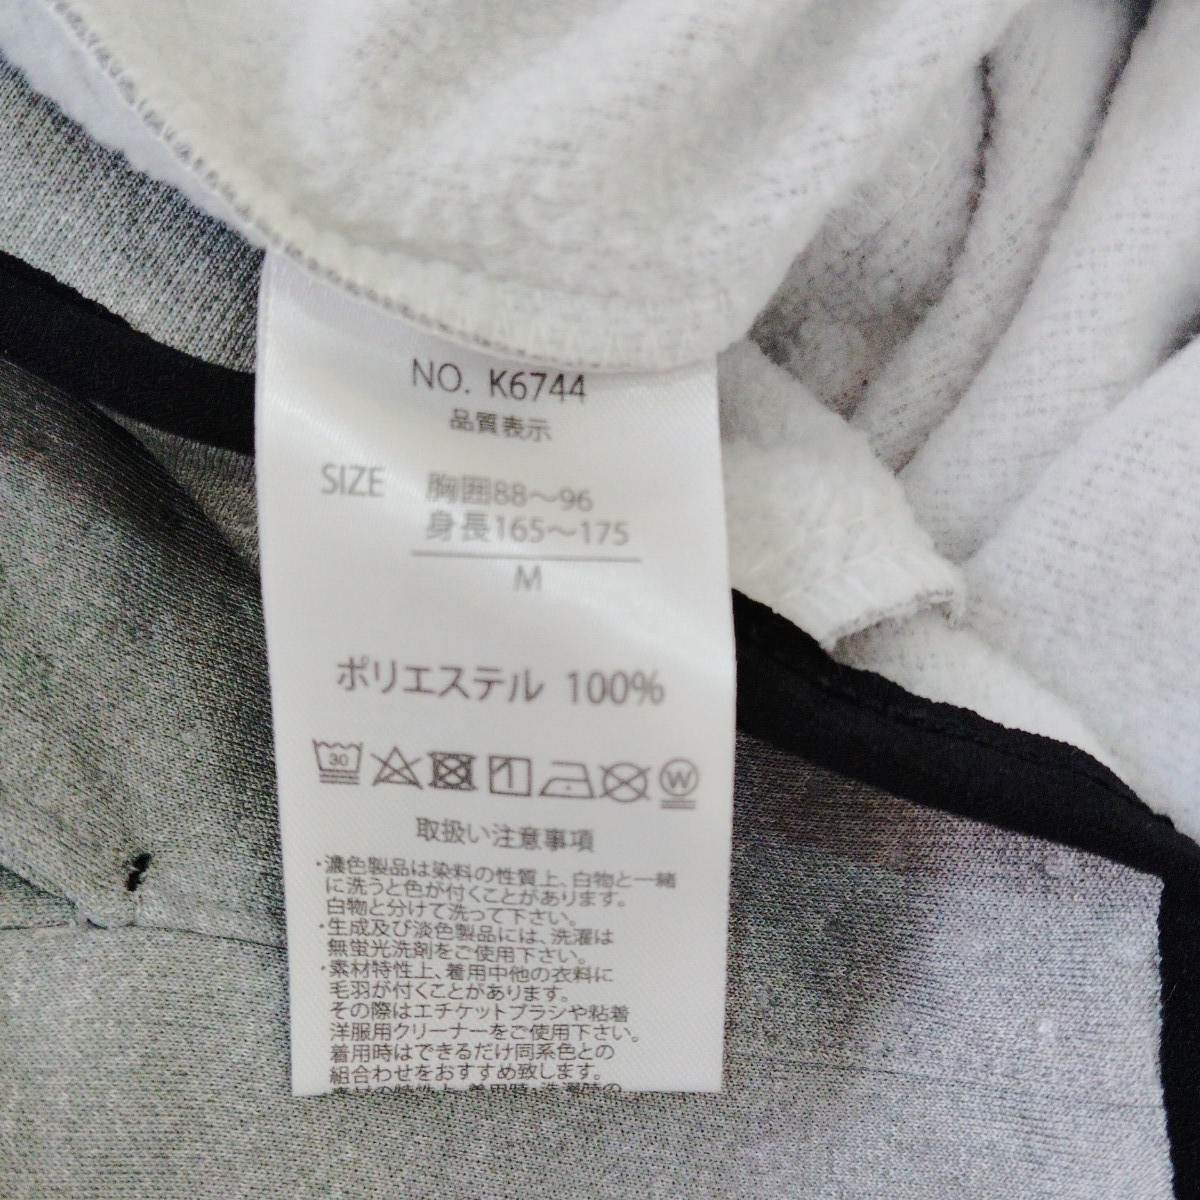 NO. K6744
品質表示
SIZE
胸囲88～96
身長165～175
M
ポリエステル 100%
30
W
取扱い注意事項
・濃色製品は染料の性質上、白物と一緒
に洗うと色が付くことがあります。
白物と分けて洗って下さい。
・生成及び淡色製品には、洗濯は
無蛍光洗剤をご使用下さい。
・素材特性上、着用中他の衣料に
毛羽が付くことがあります。
その際はエチケットブラシや粘着
洋服用クリーナーをご使用下さい。
着用時はできるだけ同系色との
組合わせをおすすめ致します。